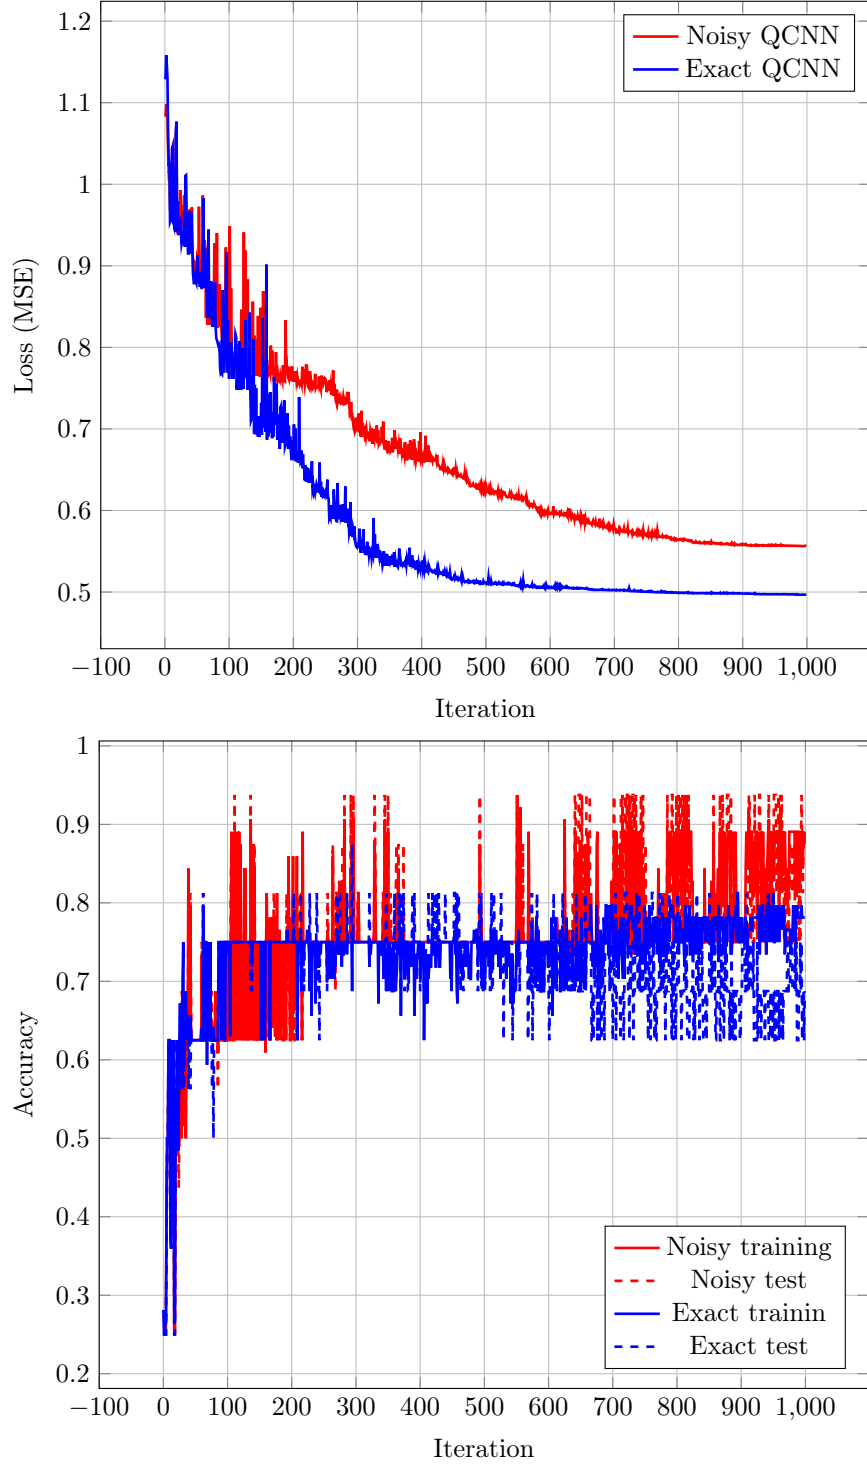 1.2
1.1
1
0.9
0.8
0.7
0.6
0.5
Loss (MSE)
Noisy QCNN
Exact QCNN
−100 0 100 200 300 400 500 600 700 800 900 1,000
Iteration
1
0.9
0.8
0.7
0.6
0.5
0.4
0.3
0.2
Accuracy
Noisy training
Noisy test
Exact trainin
Exact test
−100 0 100 200 300 400 500 600 700 800 900 1,000
Iteration